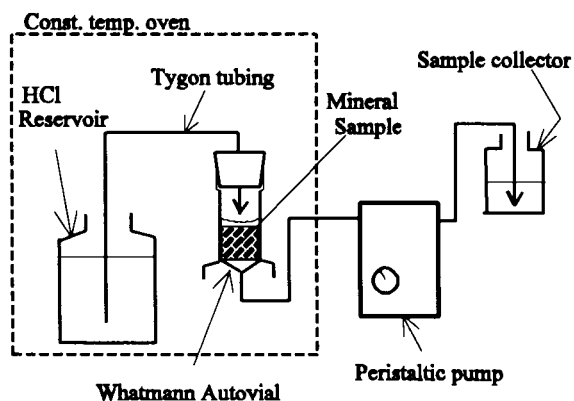 Const. temp. oven
Tygon tubing
Sample collector
HCl
Reservoir
Mineral
Sample
Whatmann Autovial
Peristaltic pump